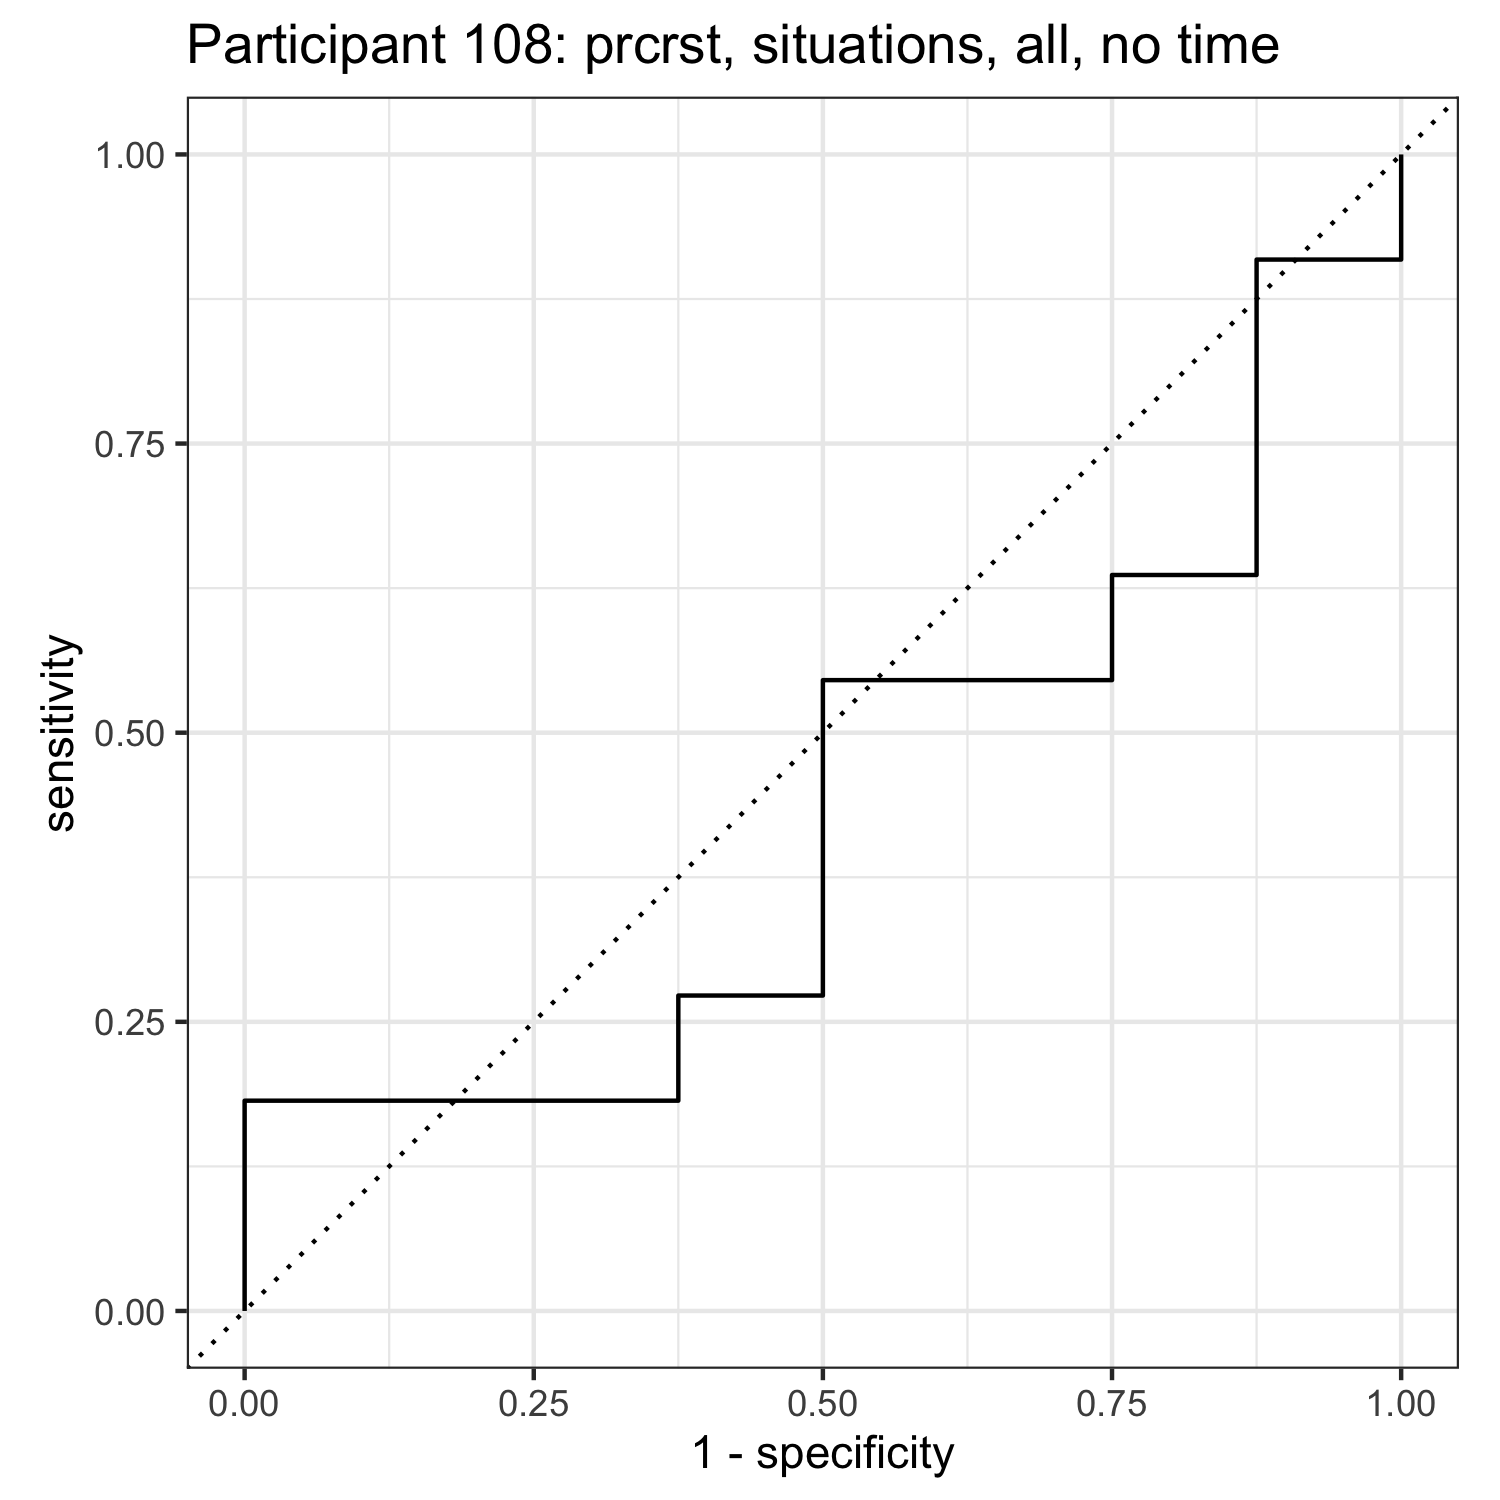 Participant 108: prcrst, situations, all, no time
1.00
0.75
0.50
0.25
0.00
sensitivity
0.00 0.25 0.50 0.75 1.00
1 - specificity